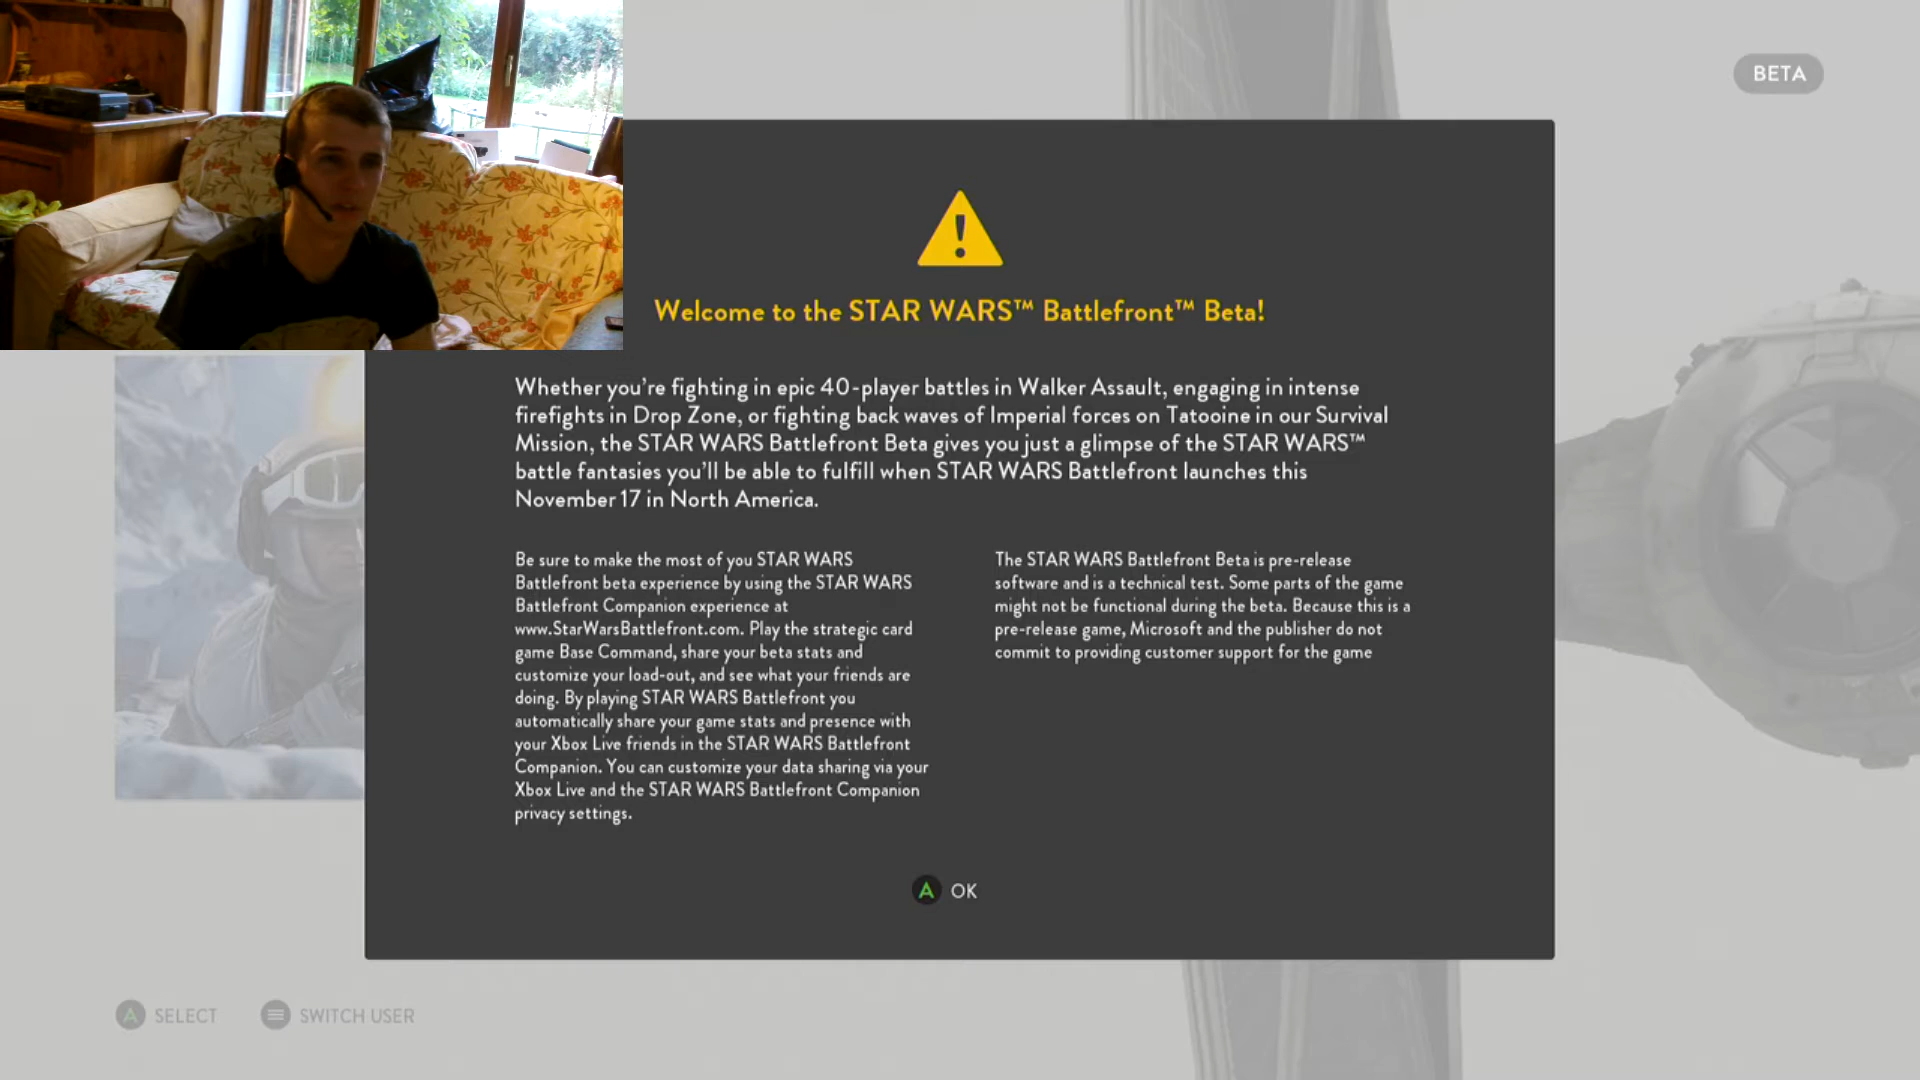 BETA
Welcome to the STAR WARS™ Battlefront™ Beta!
Whether you're fighting in epic 40-player battles in Walker Assault, engaging in intense
firefights in Drop Zone, or fighting back waves of Imperial forces on Tatooine in our Survival
Mission, the STAR WARS Battlefront Beta gives you just a glimpse of the STAR WARS™
battle fantasies you'll be able to fulfill when STAR WARS Battlefront launches this
November 17 in North America.
Be sure to make the most of you STAR WARS
Battlefront beta experience by using the STAR WARS
Battlefront Companion experience at
www.StarWarsBattlefront.com. Play the strategic card
game Base Command, share your beta stats and
customize your load-out, and see what your friends are
doing. By playing STAR WARS Battlefront you
automatically share your game stats and presence with
your Xbox Live friends in the STAR WARS Battlefront
Companion. You can customize your data sharing via your
Xbox Live and the STAR WARS Battlefront Companion
privacy settings.
The STAR WARS Battlefront Beta is pre-release
software and is a technical test. Some parts of the game
might not be functional during the beta. Because this is a
pre-release game, Microsoft and the publisher do not
commit to providing customer support for the game
A OK
A SELECT
SWITCH USER